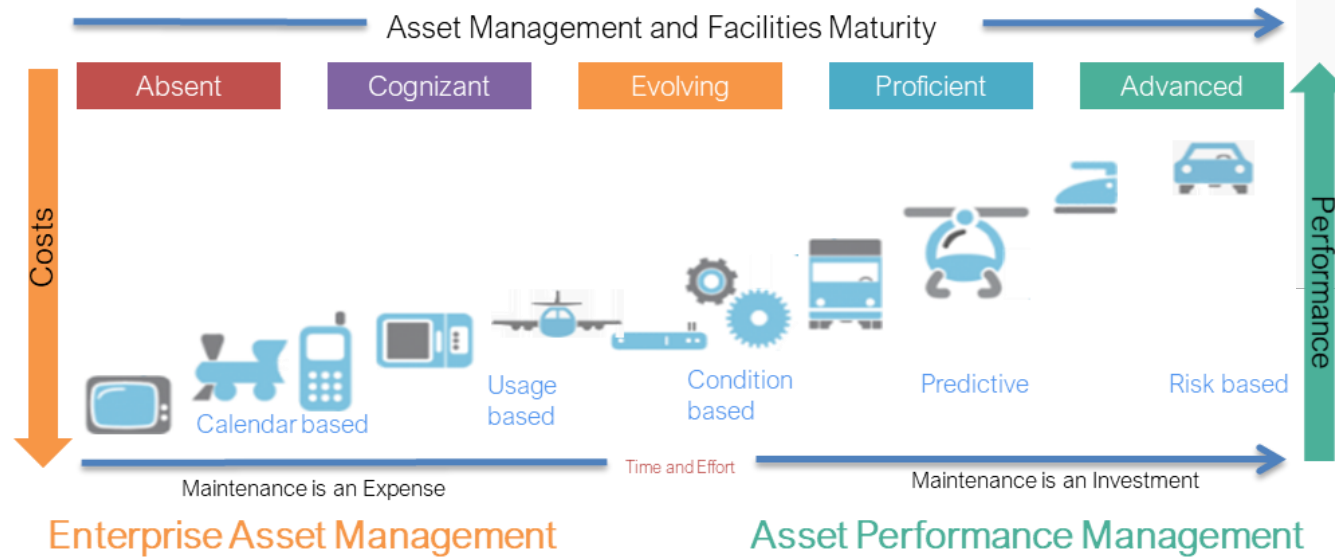 Asset Management and Facilities Maturity
Absent
Cognizant
Evolving
Proficient
Advanced
Costs
Performance
Calendar based
Usage
based
Condition
based
Predictive
Risk based
Time and Effort
Maintenance is an Expense
Maintenance is an Investment
Enterprise Asset Management
Asset Performance Management